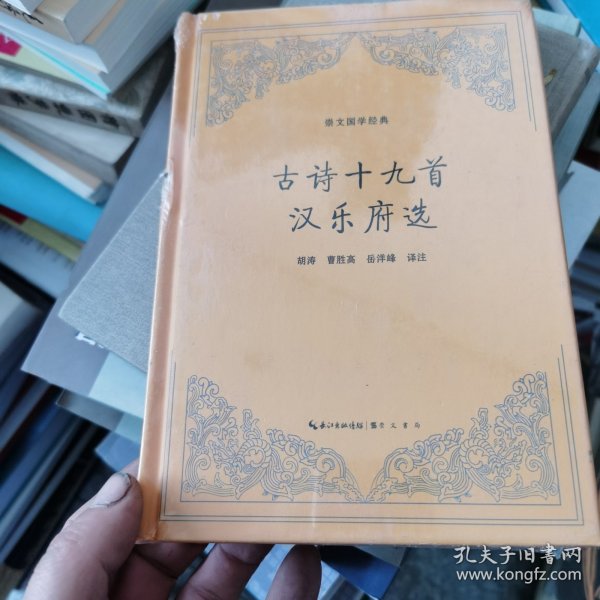 崇文国学经典
古诗十九首
汉乐府选
胡涛 曹胜高 岳洋峰 译注
长江出版传媒 崇文书局
孔夫子旧书网
www.kongfz.com